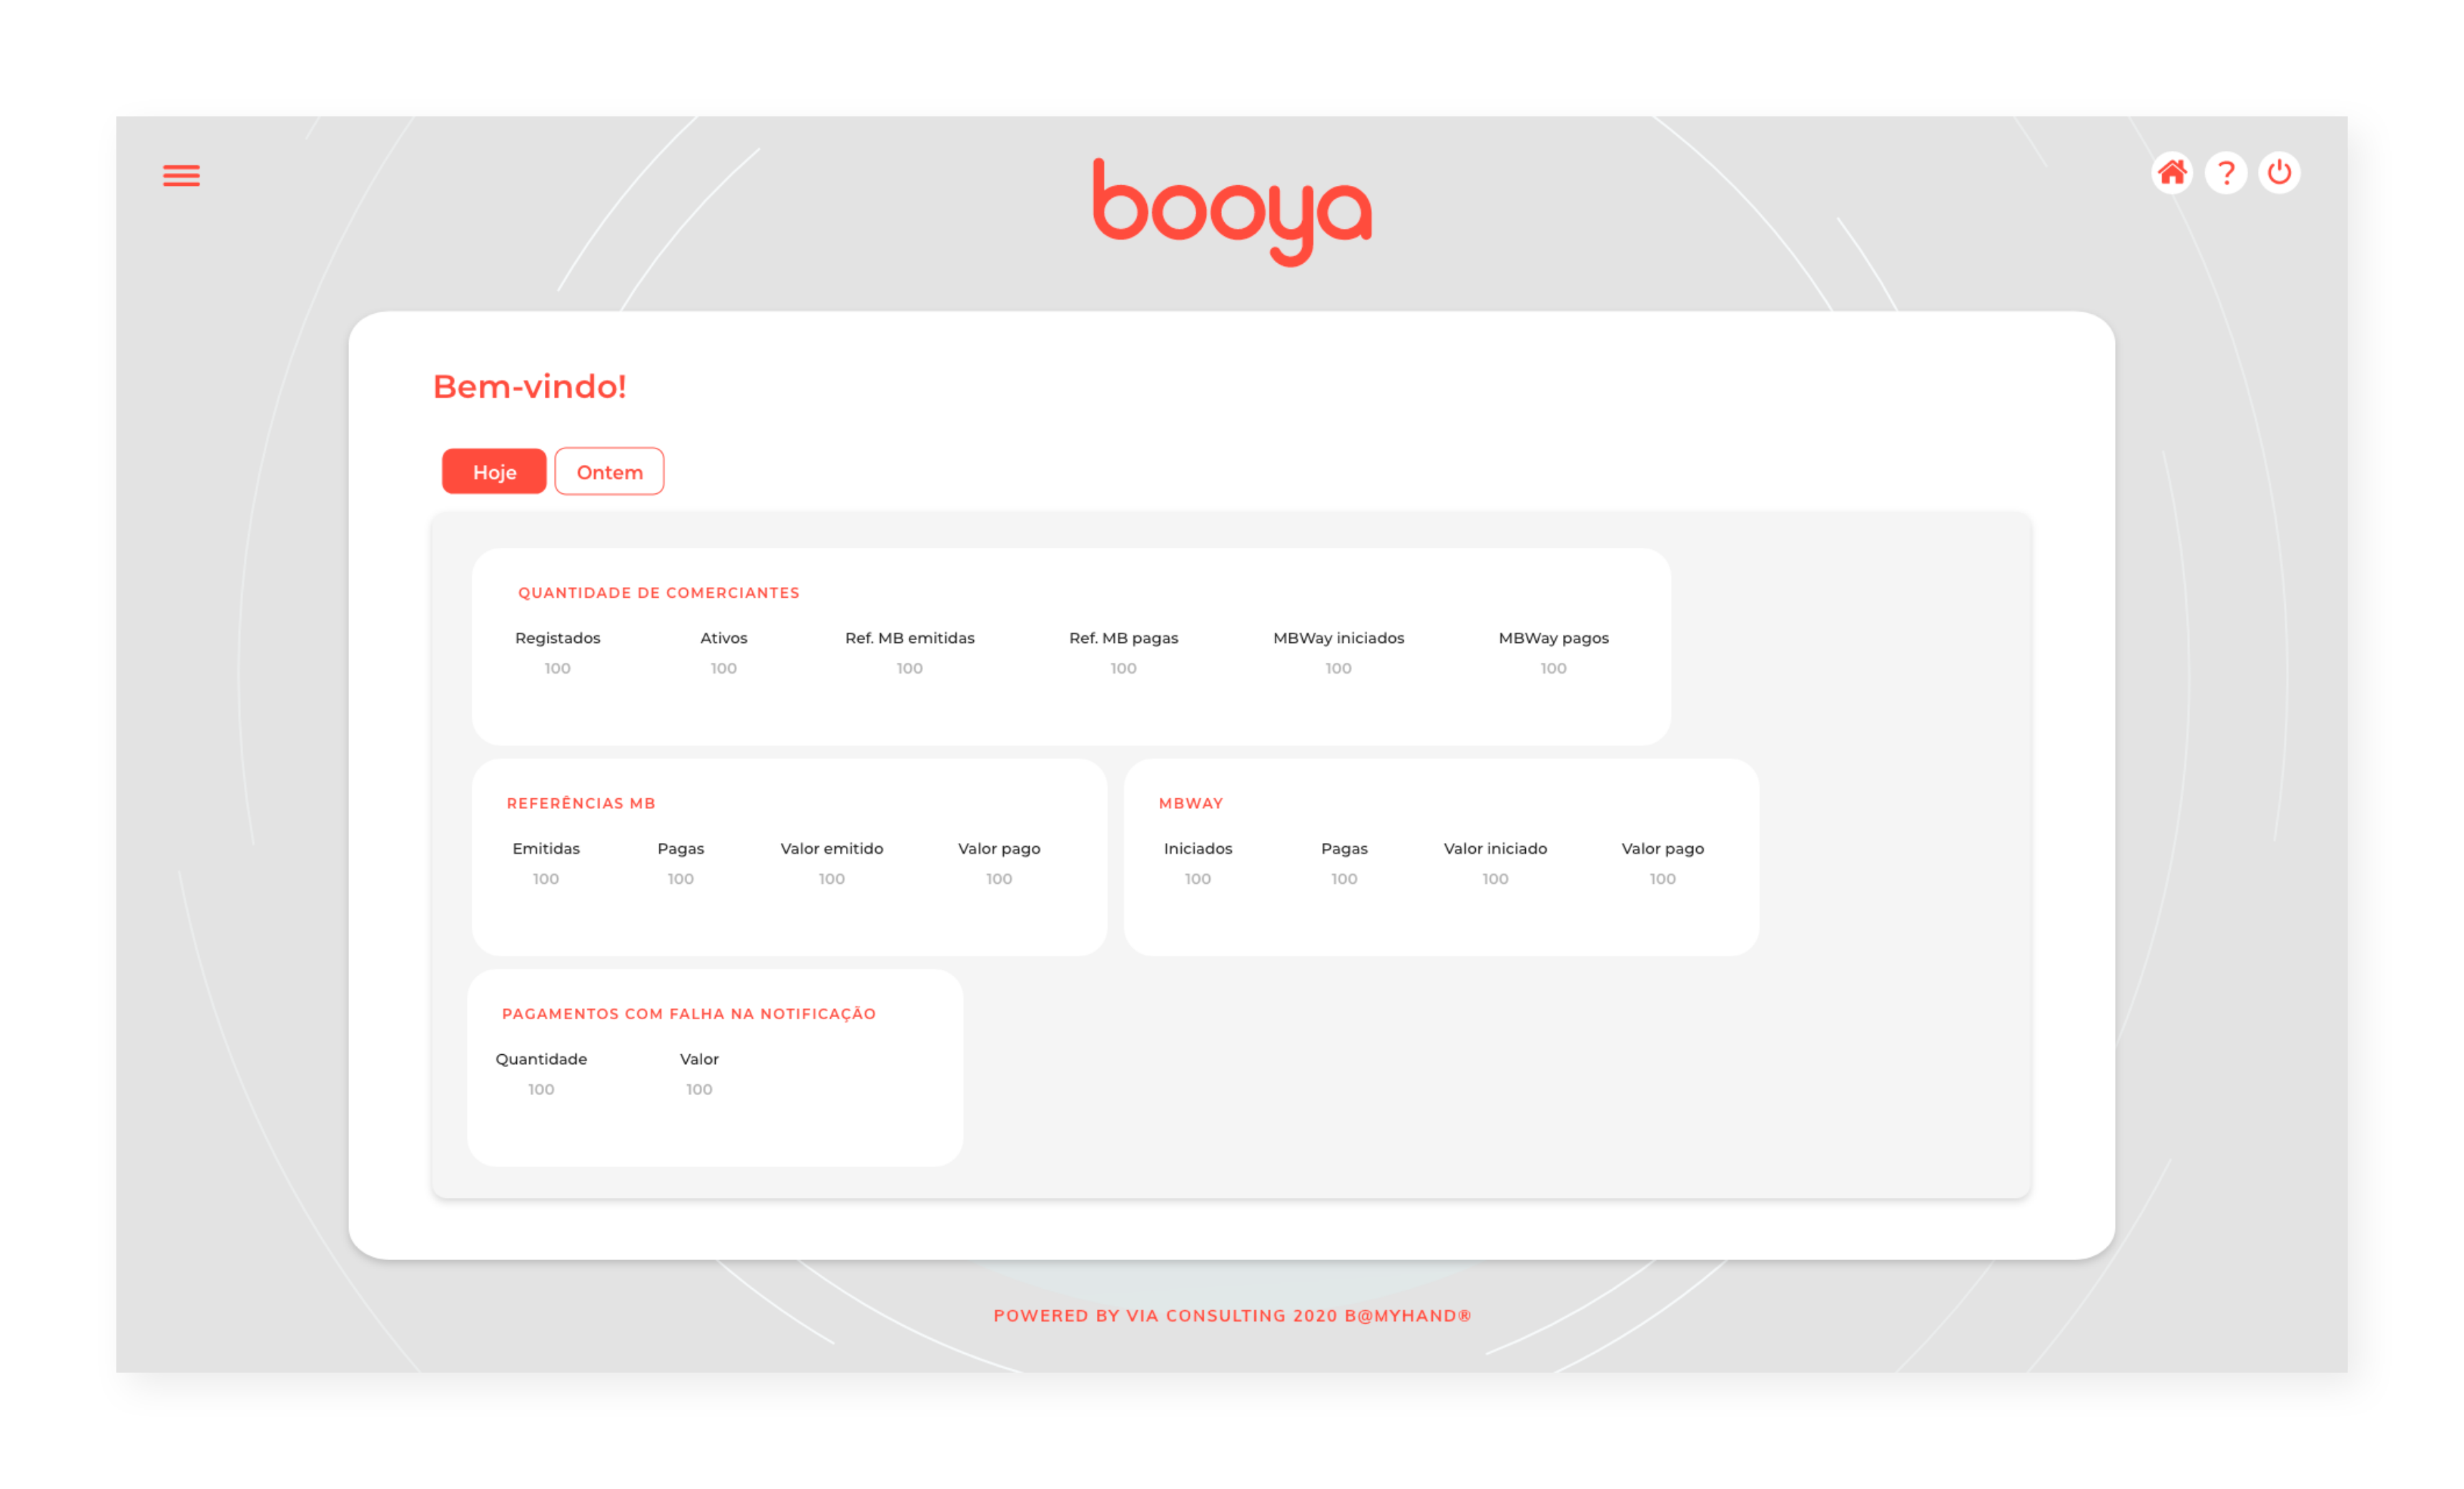 booya
?
Bem-vindo!
Hoje Ontem
QUANTIDADE DE COMERCIANTES
Registados Ativos Ref. MB emitidas Ref. MB pagas MBWay iniciados MBWay pagos
100 100 100 100 100 100
REFERÊNCIAS MB
Emitidas Pagas Valor emitido Valor pago
100 100 100 100
MBWAY
Iniciados Pagas Valor iniciado Valor pago
100 100 100 100
PAGAMENTOS COM FALHA NA NOTIFICAÇÃO
Quantidade Valor
100 100
POWERED BY VIA CONSULTING 2020 B@MYHAND®